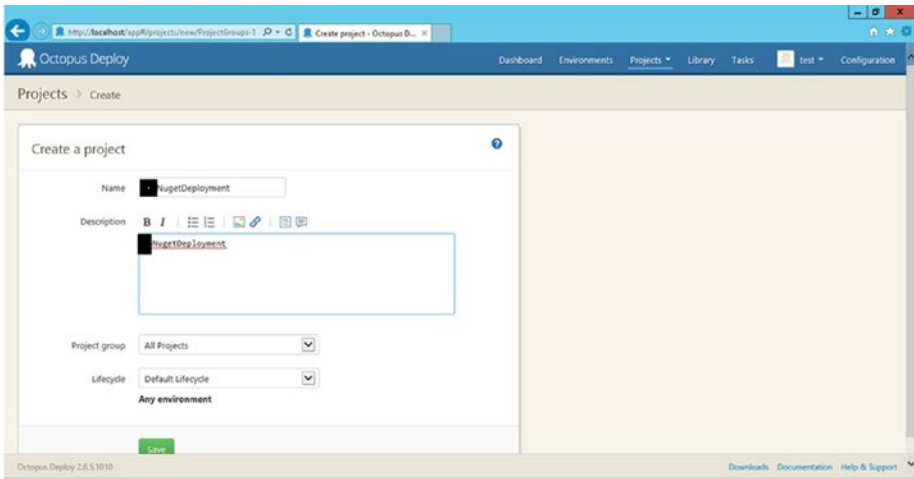 http://localhost/app#/projects/new/ProjectGroups-1
Create project - Octopus D...
Octopus Deploy
Dashboard Environments Projects Library Tasks test Configuration
Projects > Create
Create a project
Name
NugetDeployment
Description
B I
NugetDeployment
Project group
All Projects
Lifecycle
Default Lifecycle
Any environment
Save
Octopus Deploy 2.6.5.1010
Downloads Documentation Help & Support